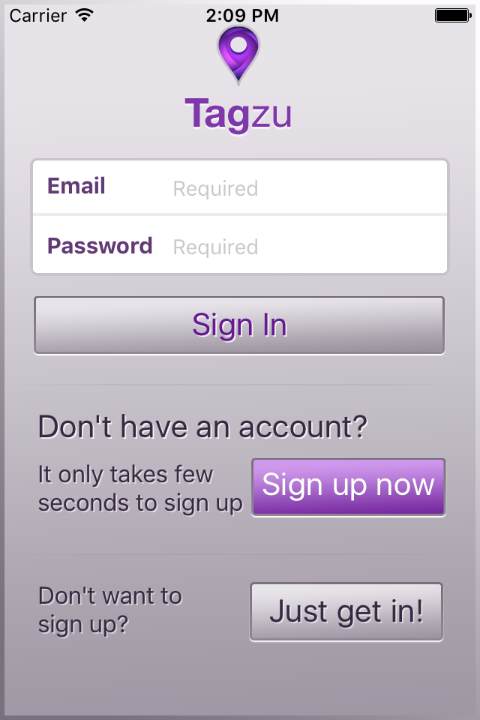 Carrier 2:09 PM
Tagzu
Email Required
Password Required
Sign In
Don't have an account?
It only takes few
seconds to sign up
Sign up now
Don't want to
sign up?
Just get in!